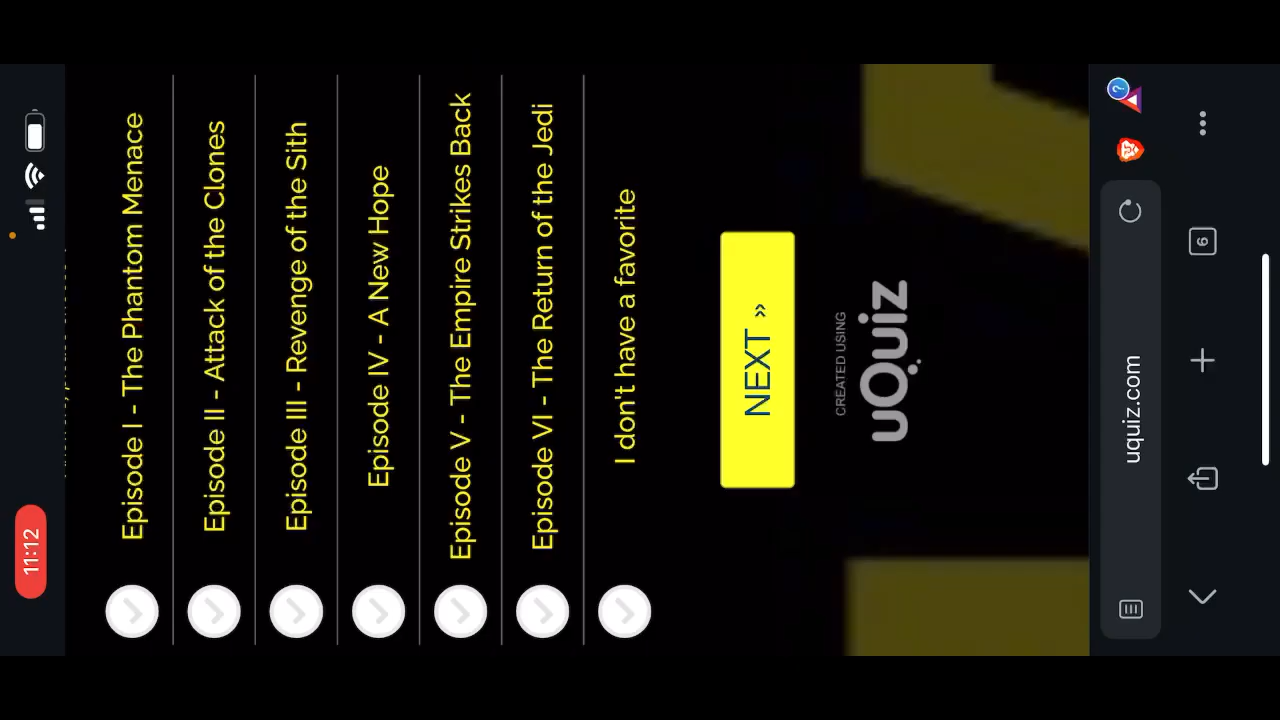 11:12
Episode I - The Phantom Menace
Episode II - Attack of the Clones
Episode III - Revenge of the Sith
Episode IV - A New Hope
Episode V - The Empire Strikes Back
Episode VI - The Return of the Jedi
I don't have a favorite
NEXT »
CREATED USING
uQuiz
uquiz.com
6